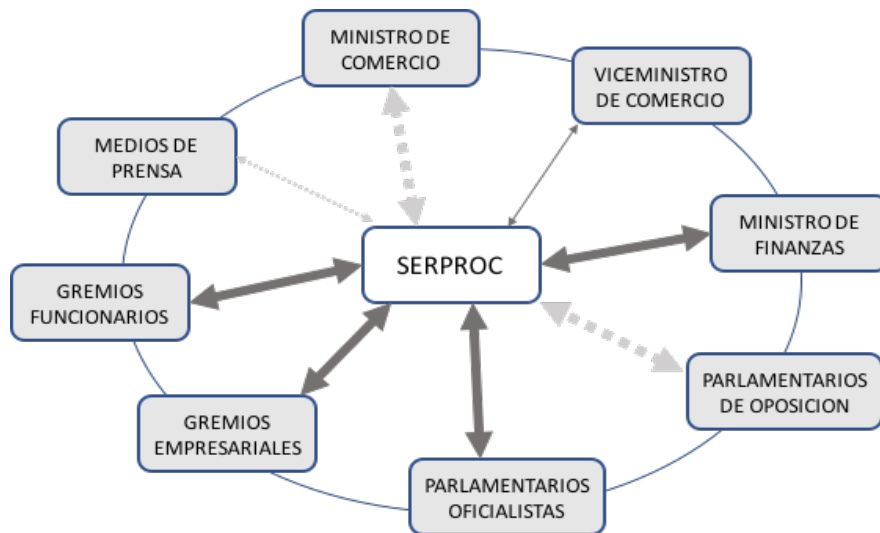 MINISTRO DE
COMERCIO
VICEMINISTRO
DE COMERCIO
MEDIOS DE
PRENSA
MINISTRO DE
FINANZAS
SERPROC
GREMIOS
FUNCIONARIOS
PARLAMENTARIOS
DE OPOSICION
GREMIOS
EMPRESARIALES
PARLAMENTARIOS
OFICIALISTAS